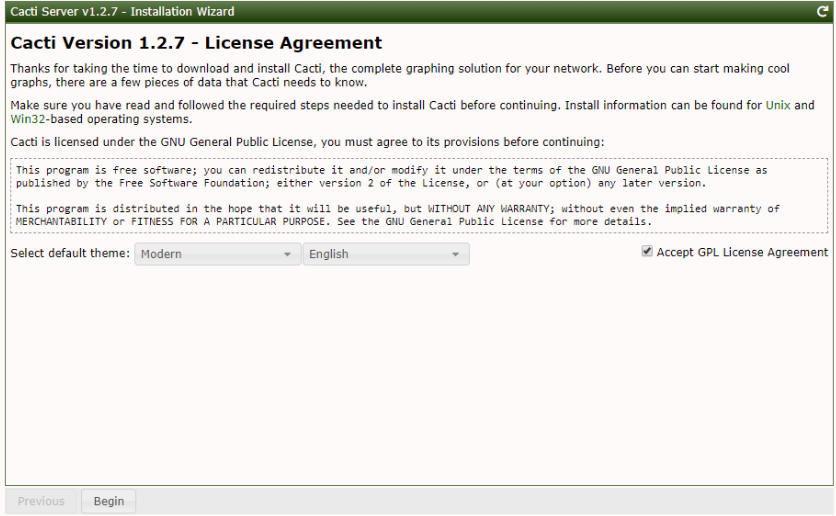 Cacti Server v1.2.7 - Installation Wizard
Cacti Version 1.2.7 - License Agreement
Thanks for taking the time to download and install Cacti, the complete graphing solution for your network. Before you can start making cool
graphs, there are a few pieces of data that Cacti needs to know.
Make sure you have read and followed the required steps needed to install Cacti before continuing. Install information can be found for Unix and
Win32-based operating systems.
Cacti is licensed under the GNU General Public License, you must agree to its provisions before continuing:
This program is free software; you can redistribute it and/or modify it under the terms of the GNU General Public License as
published by the Free Software Foundation; either version 2 of the License, or (at your option) any later version.
This program is distributed in the hope that it will be useful, but WITHOUT ANY WARRANTY; without even the implied warranty of
MERCHANTABILITY or FITNESS FOR A PARTICULAR PURPOSE. See the GNU General Public License for more details.
Select default theme: Modern English Accept GPL License Agreement
Previous Begin